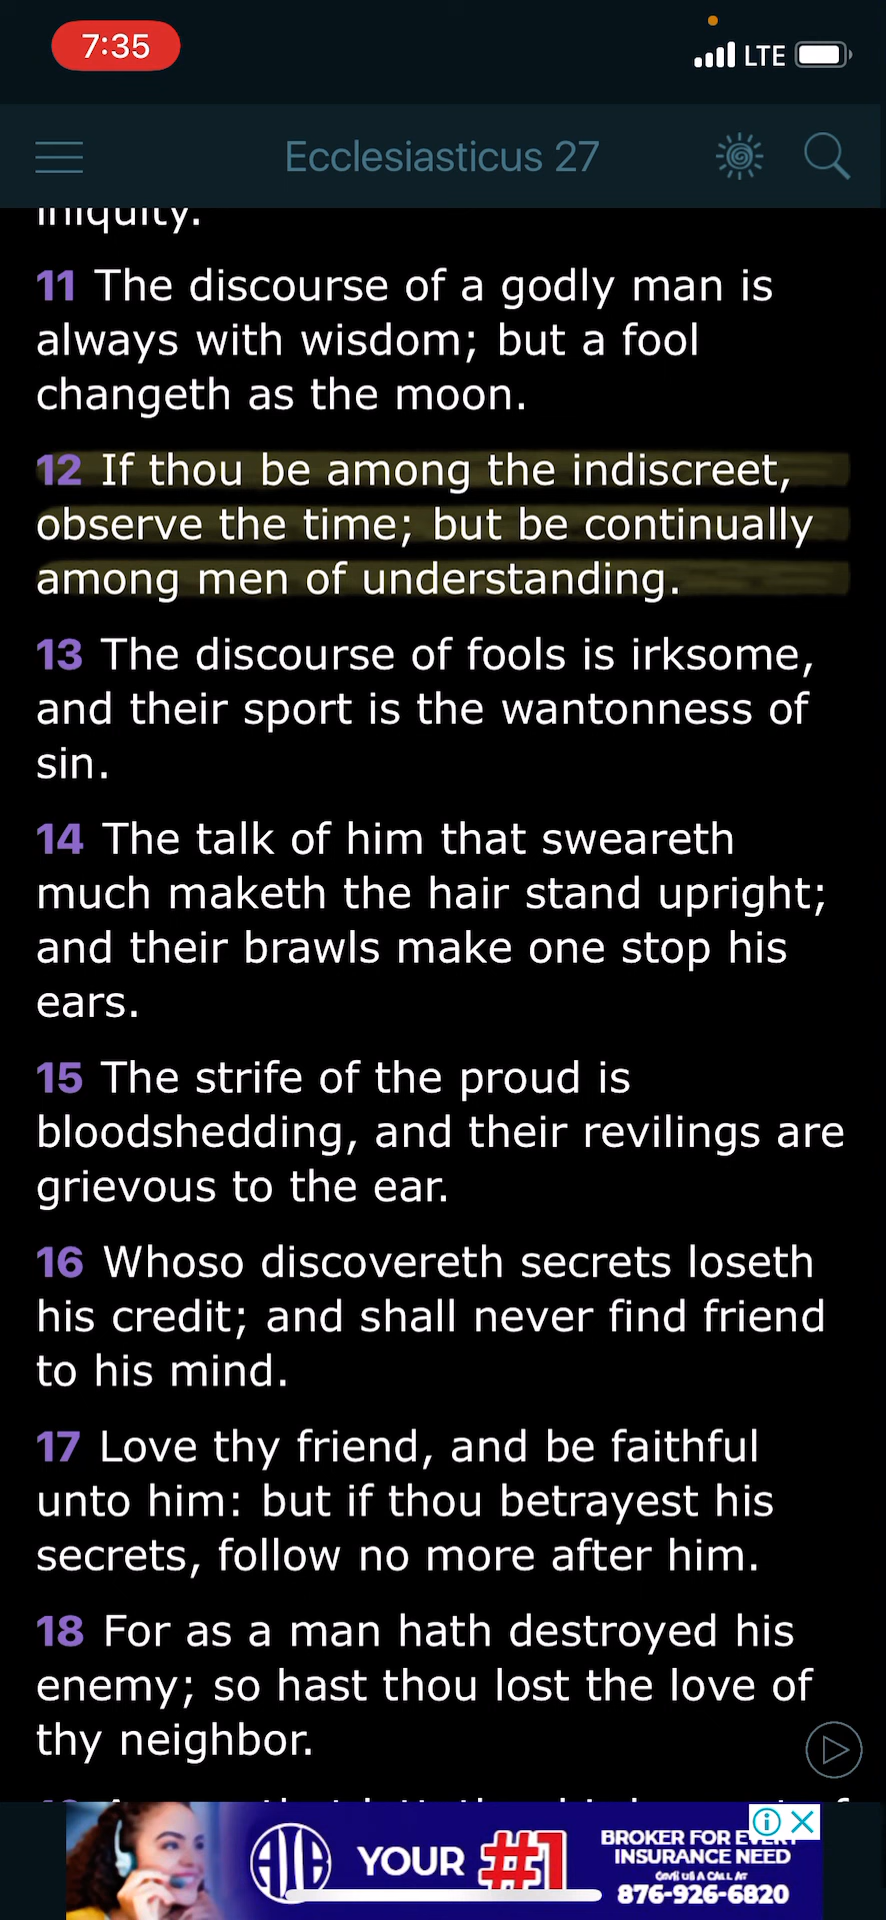 7:35
LTE
Ecclesiasticus 27
iniquity.
11 The discourse of a godly man is
always with wisdom; but a fool
changeth as the moon.
12 If thou be among the indiscreet,
observe the time; but be continually
among men of understanding.
13 The discourse of fools is irksome,
and their sport is the wantonness of
sin.
14 The talk of him that sweareth
much maketh the hair stand upright;
and their brawls make one stop his
ears.
15 The strife of the proud is
bloodshedding, and their revilings are
grievous to the ear.
16 Whoso discovereth secrets loseth
his credit; and shall never find friend
to his mind.
17 Love thy friend, and be faithful
unto him: but if thou betrayest his
secrets, follow no more after him.
18 For as a man hath destroyed his
enemy; so hast thou lost the love of
thy neighbor.
YOUR #1
BROKER FOR EVERY
INSURANCE NEED
GIVE US A CALL AT
876-926-6820